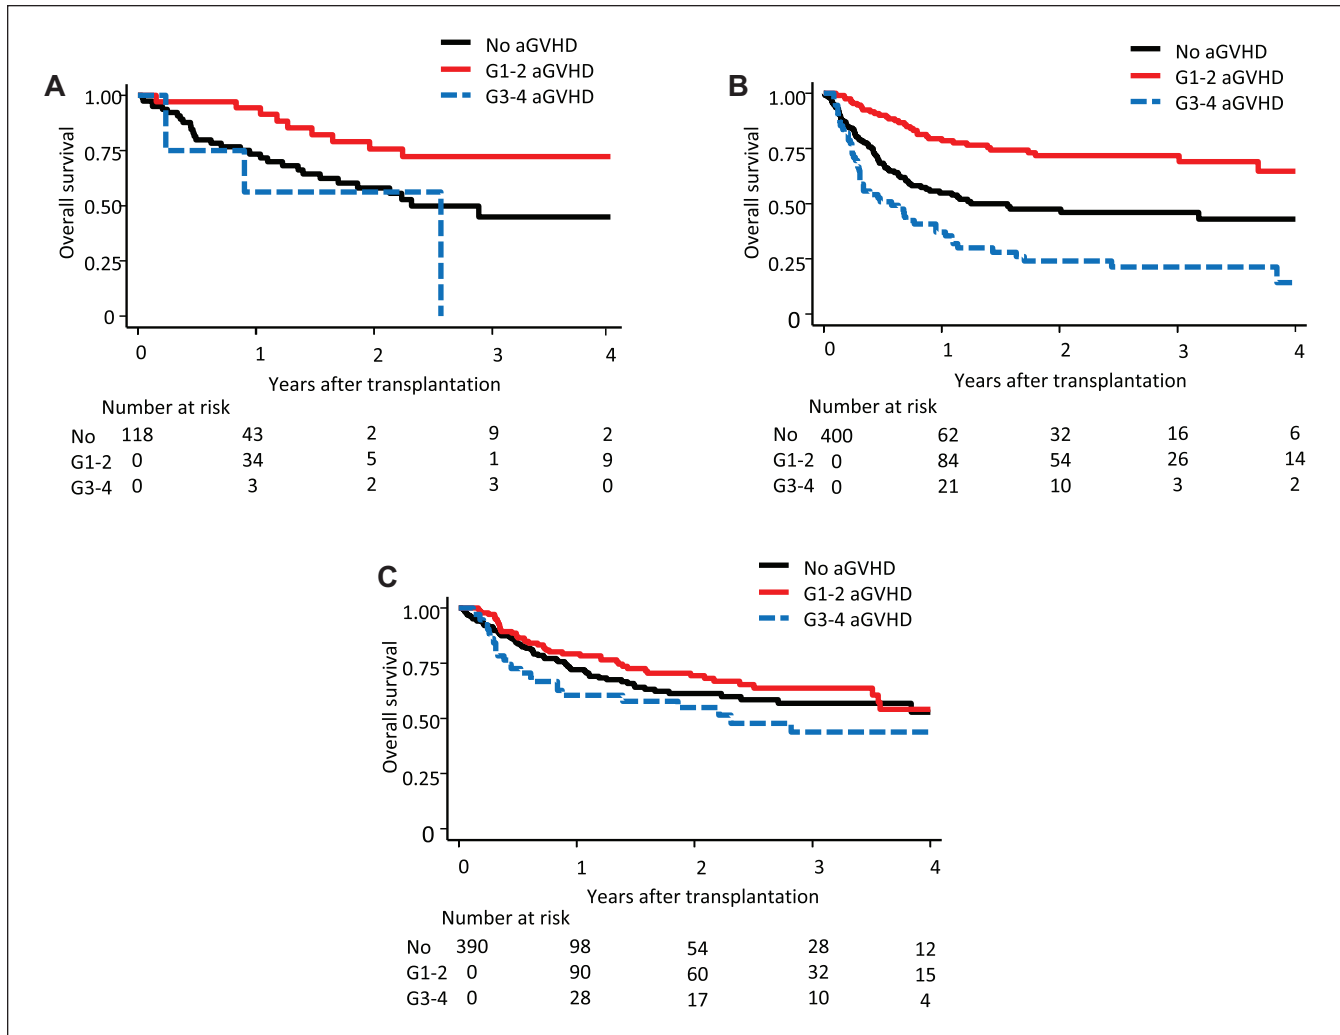 A
No aGVHD
G1-2 aGVHD
G3-4 aGVHD
Overall survival
1.00
0.75
0.50
0.25
0
0 1 2 3 4
Years after transplantation
Number at risk
No 118 43 2 9 2
G1-2 0 34 5 1 9
G3-4 0 3 2 3 0
B
No aGVHD
G1-2 aGVHD
G3-4 aGVHD
Overall survival
1.00
0.75
0.50
0.25
0
0 1 2 3 4
Years after transplantation
Number at risk
No 400 62 32 16 6
G1-2 0 84 54 26 14
G3-4 0 21 10 3 2
C
No aGVHD
G1-2 aGVHD
G3-4 aGVHD
Overall survival
1.00
0.75
0.50
0.25
0
0 1 2 3 4
Years after transplantation
Number at risk
No 390 98 54 28 12
G1-2 0 90 60 32 15
G3-4 0 28 17 10 4